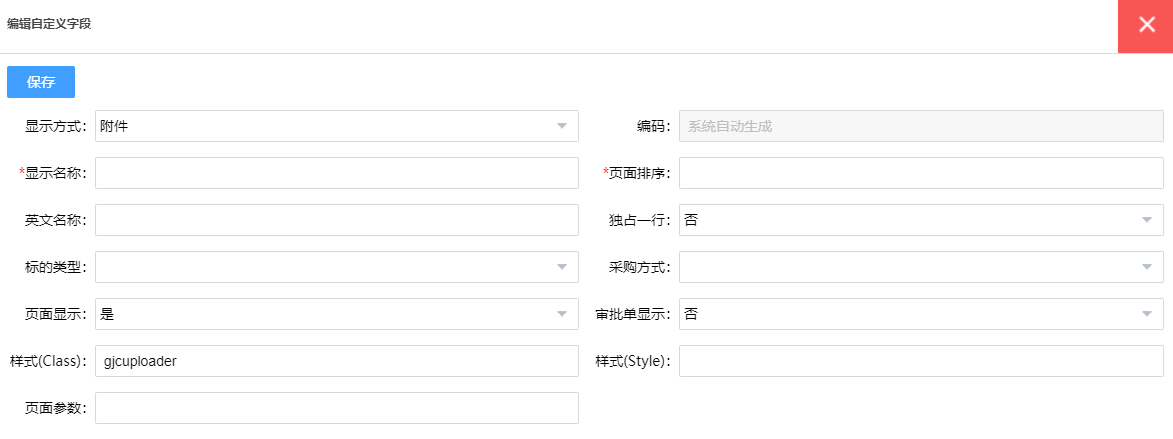 编辑自定义字段
保存
显示方式: 附件 编码: 系统自动生成
*显示名称: *页面排序:
英文名称: 独占一行: 否
标的类型: 采购方式:
页面显示: 是 审批单显示: 否
样式(Class): gjcuploader 样式(Style):
页面参数: